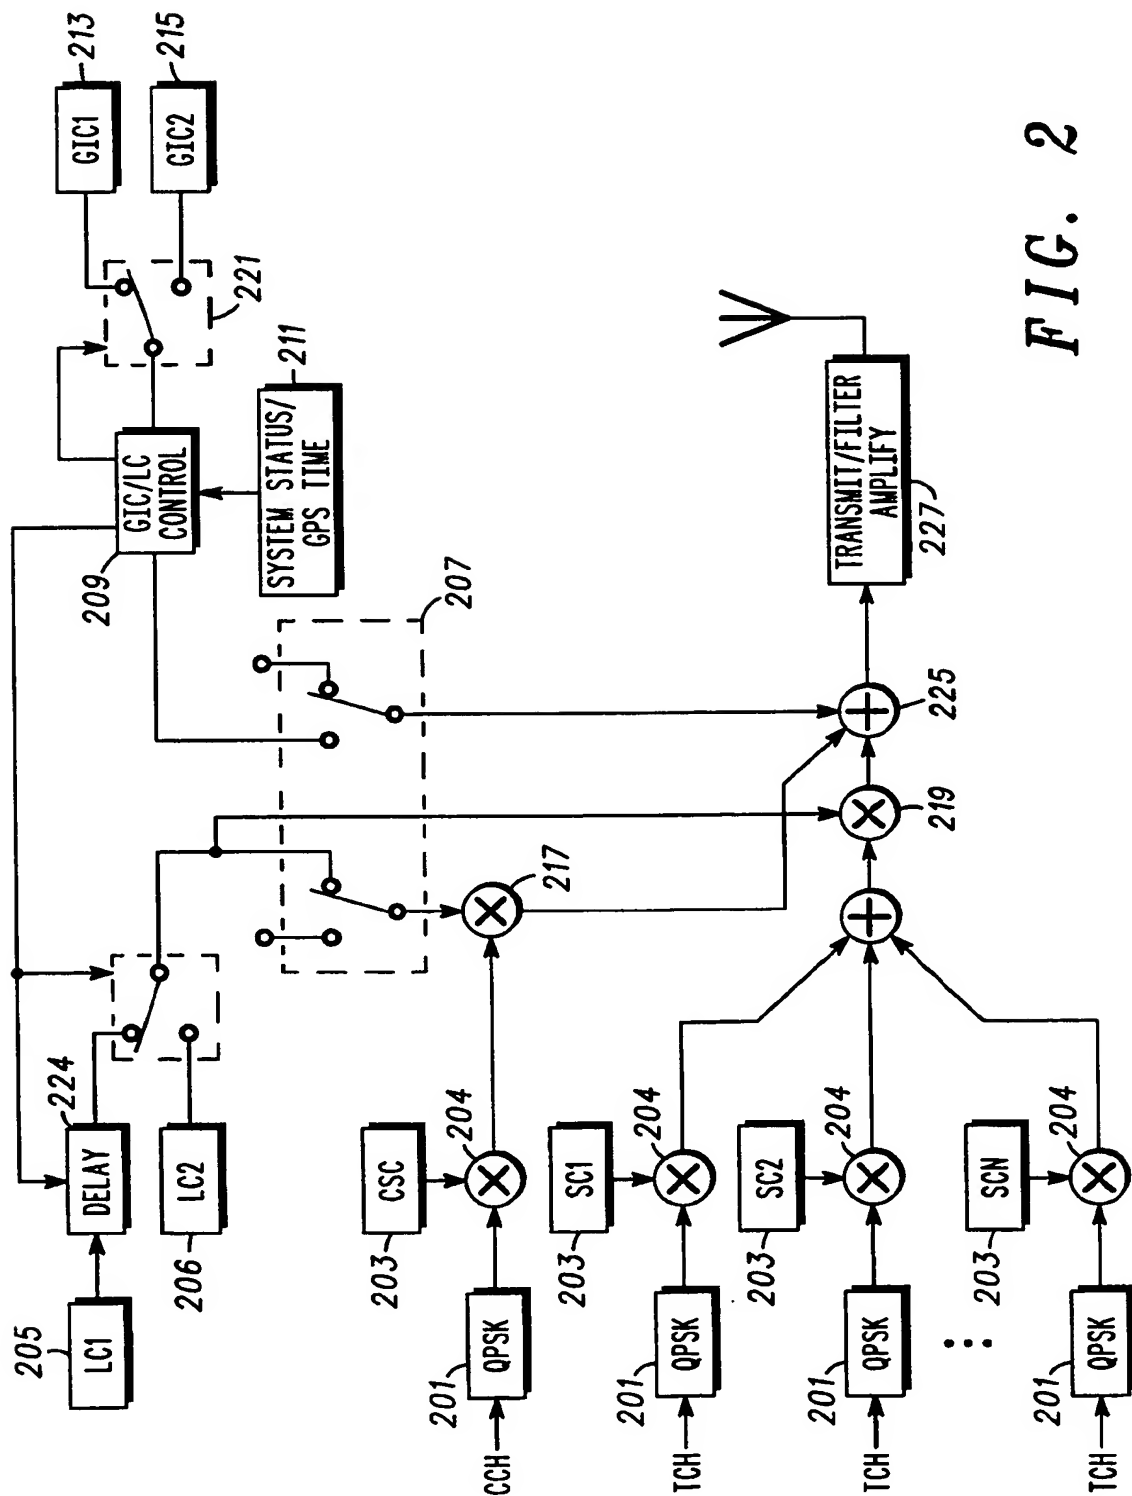 205
LC1
224
DELAY
206
LC2
209
GIC/LC
CONTROL
213
GIC1
215
GIC2
221
211
SYSTEM STATUS/
GPS TIME
207
CCH
201
QPSK
203
CSC
204
217
TCH
201
QPSK
203
SC1
204
TCH
201
QPSK
203
SC2
204
TCH
201
QPSK
203
SCN
204
219
225
TRANSMIT/FILTER
AMPLIFY
227
FIG. 2